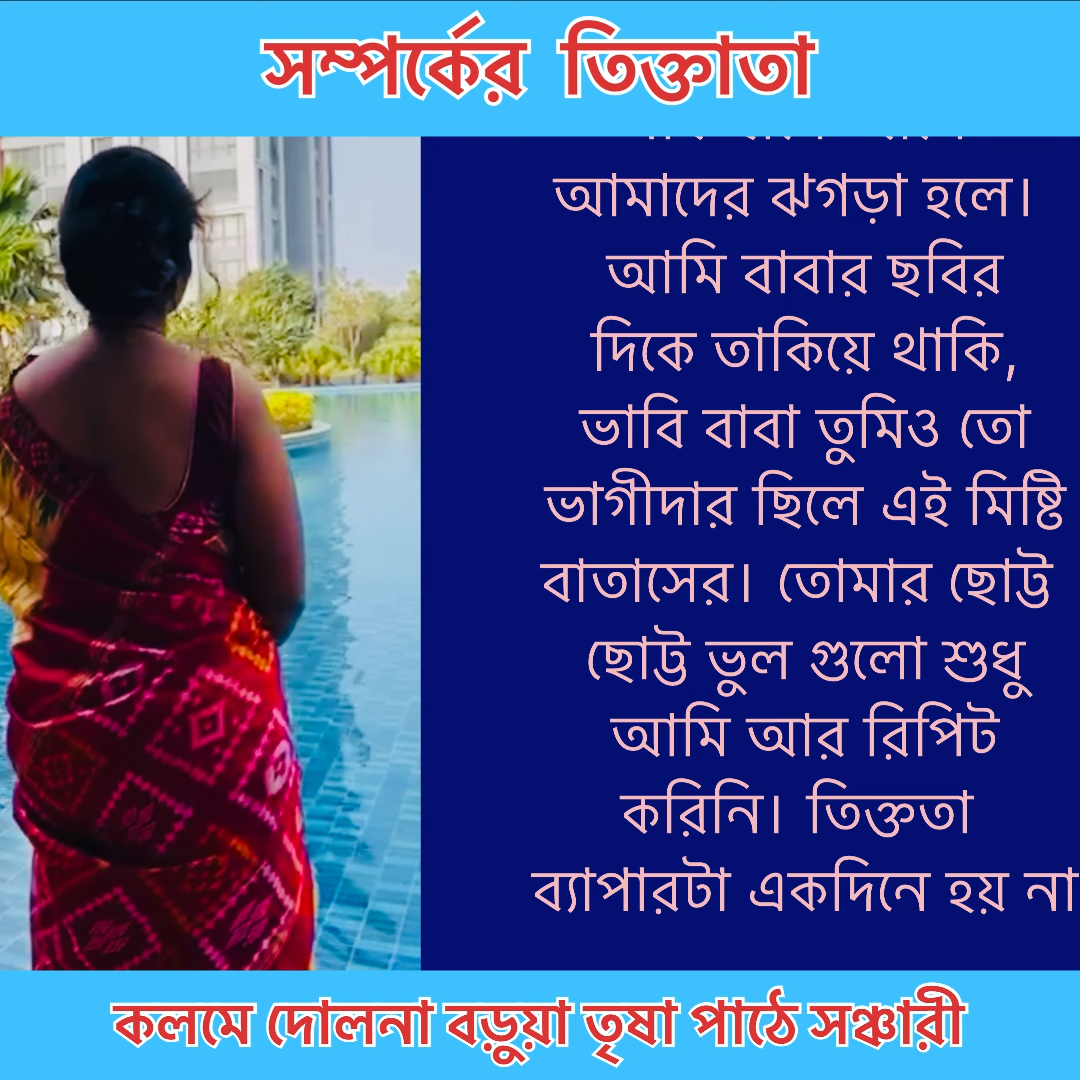 সম্পর্কের তিক্তাতা
আমাদের ঝগড়া হলে।
আমি বাবার ছবির
দিকে তাকিয়ে থাকি,
ভাবি বাবা তুমিও তো
ভাগীদার ছিলে এই মিষ্টি
বাতাসের। তোমার ছোট্ট
ছোট্ট ভুল গুলো শুধু
আমি আর রিপিট
করিনি। তিক্ততা
ব্যাপারটা একদিনে হয় না
কলমে দোলনা বড়ুয়া তৃষা পাঠে সঞ্চারী